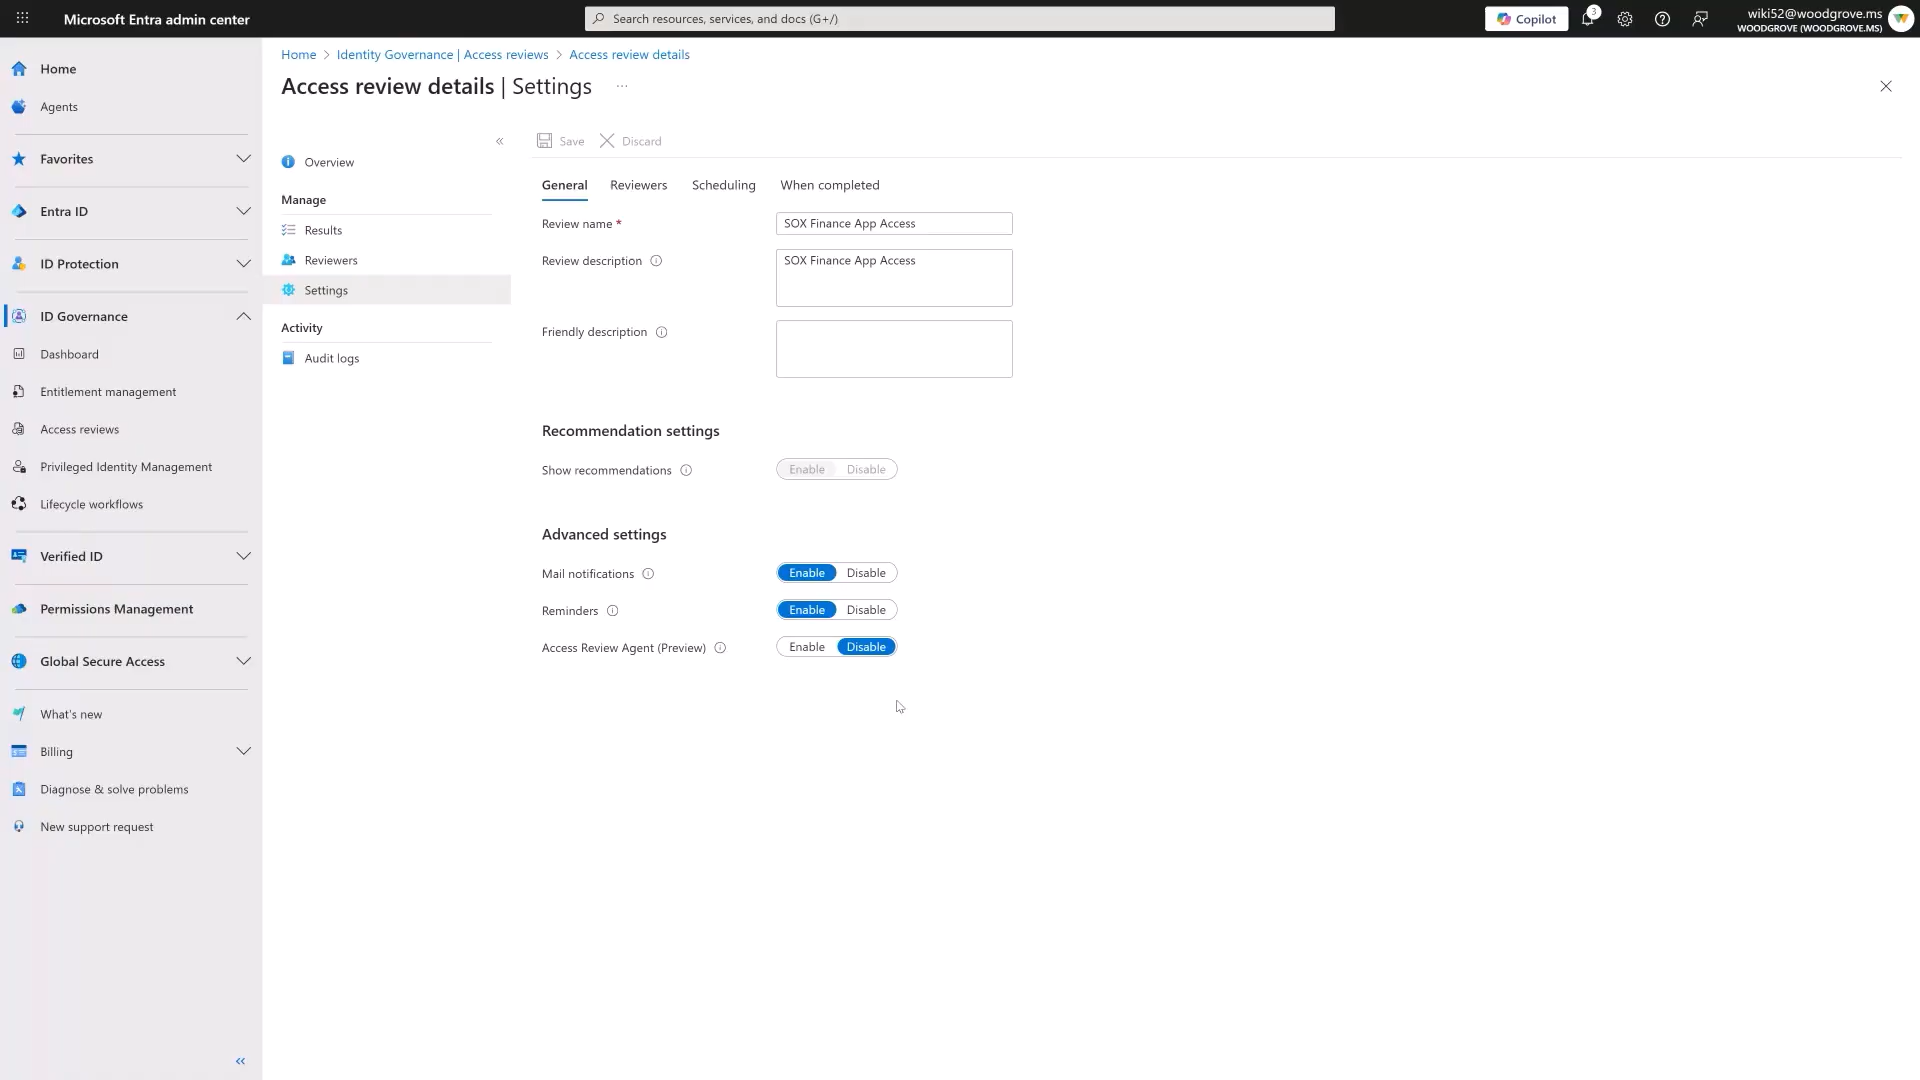 Microsoft Entra admin center
Search resources, services, and docs (G+/)
Copilot
3
wiki52@woodgrove.ms
WOODGROVE (WOODGROVE.MS)
Home
Agents
Favorites
Entra ID
ID Protection
ID Governance
Dashboard
Entitlement management
Access reviews
Privileged Identity Management
Lifecycle workflows
Verified ID
Permissions Management
Global Secure Access
What's new
Billing
Diagnose & solve problems
New support request
Home > Identity Governance | Access reviews > Access review details
Access review details | Settings ...
Overview
Manage
Results
Reviewers
Settings
Activity
Audit logs
Save Discard
General Reviewers Scheduling When completed
Review name * SOX Finance App Access
Review description SOX Finance App Access
Friendly description
Recommendation settings
Show recommendations Enable Disable
Advanced settings
Mail notifications Enable Disable
Reminders Enable Disable
Access Review Agent (Preview) Enable Disable